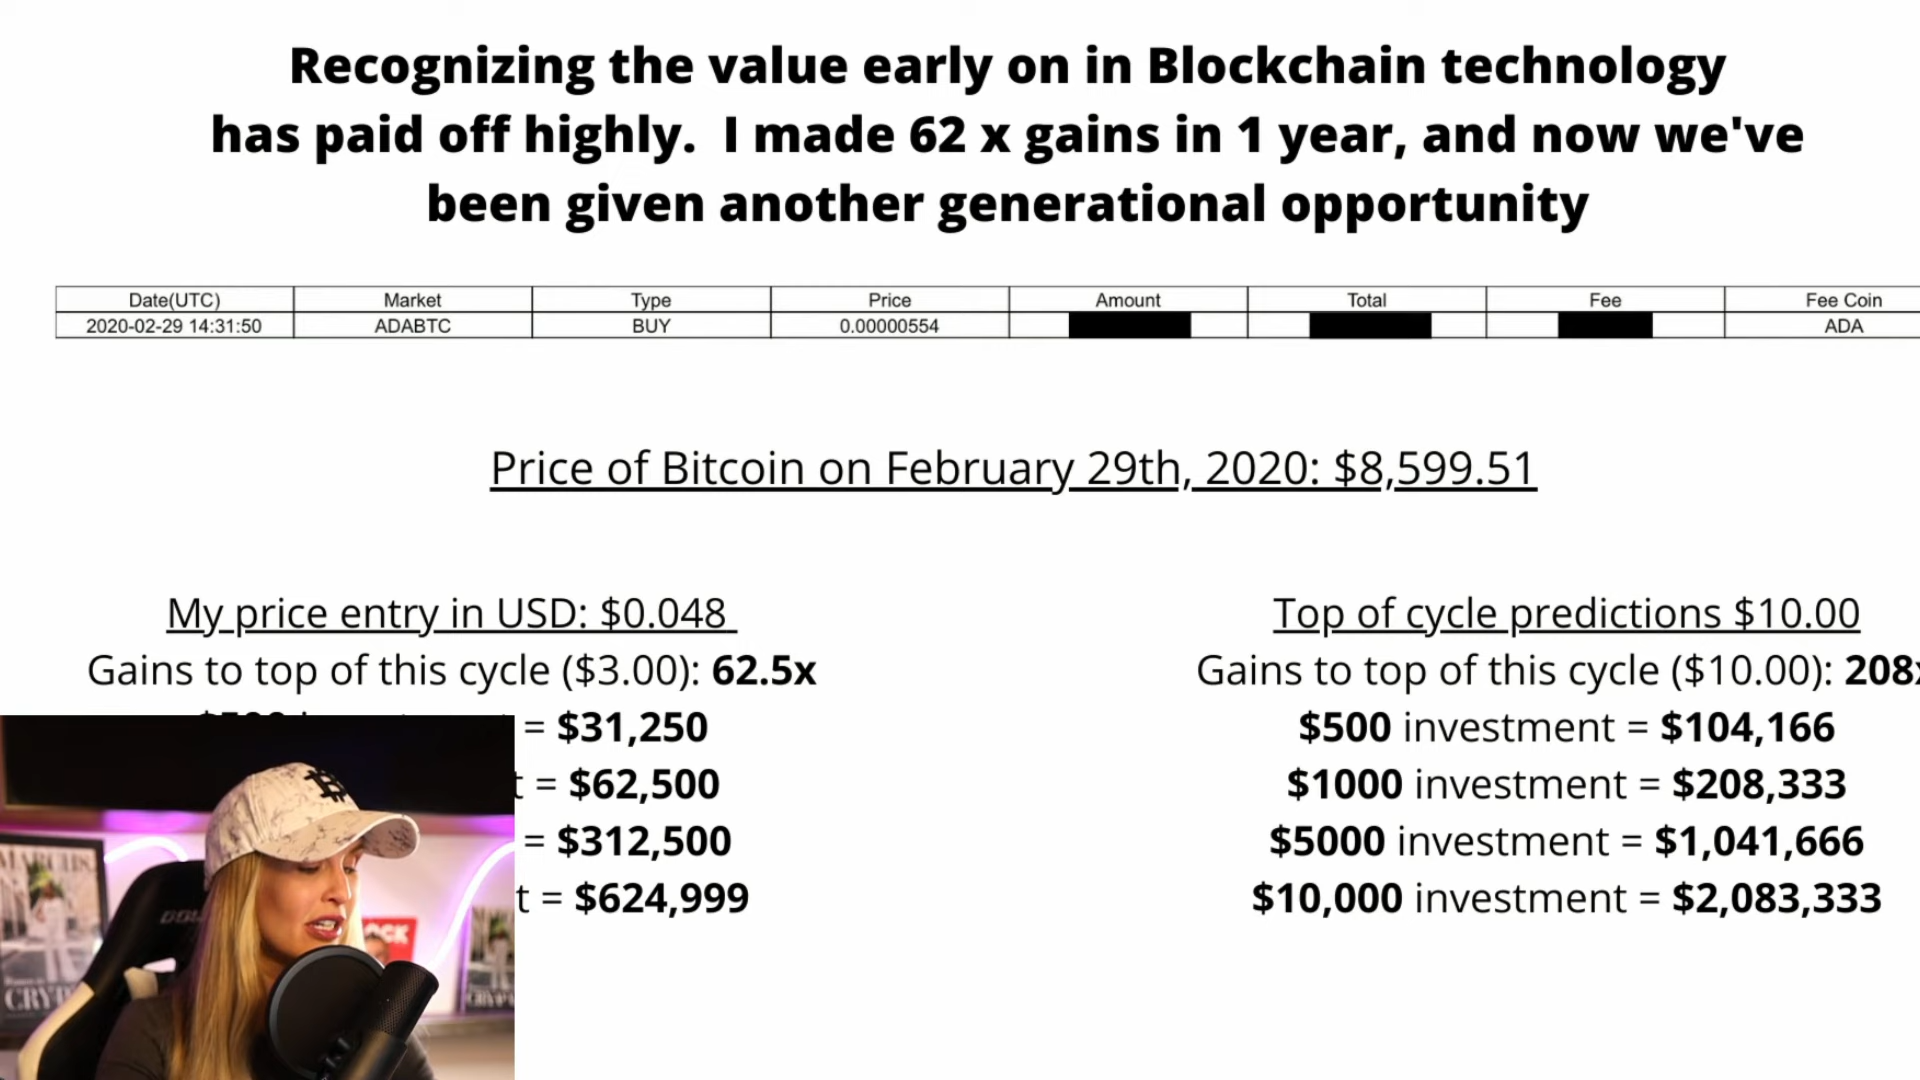 Recognizing the value early on in Blockchain technology
has paid off highly.  I made 62 x gains in 1 year, and now we've
been given another generational opportunity
Date(UTC) Market Type Price Amount Total Fee Fee Coin
2020-02-29 14:31:50 ADABTC BUY 0.00000554 ADA
Price of Bitcoin on February 29th, 2020: $8,599.51
My price entry in USD: $0.048
Gains to top of this cycle ($3.00): 62.5x
= $31,250
t = $62,500
= $312,500
t = $624,999
Top of cycle predictions $10.00
Gains to top of this cycle ($10.00): 208x
$500 investment = $104,166
$1000 investment = $208,333
$5000 investment = $1,041,666
$10,000 investment = $2,083,333